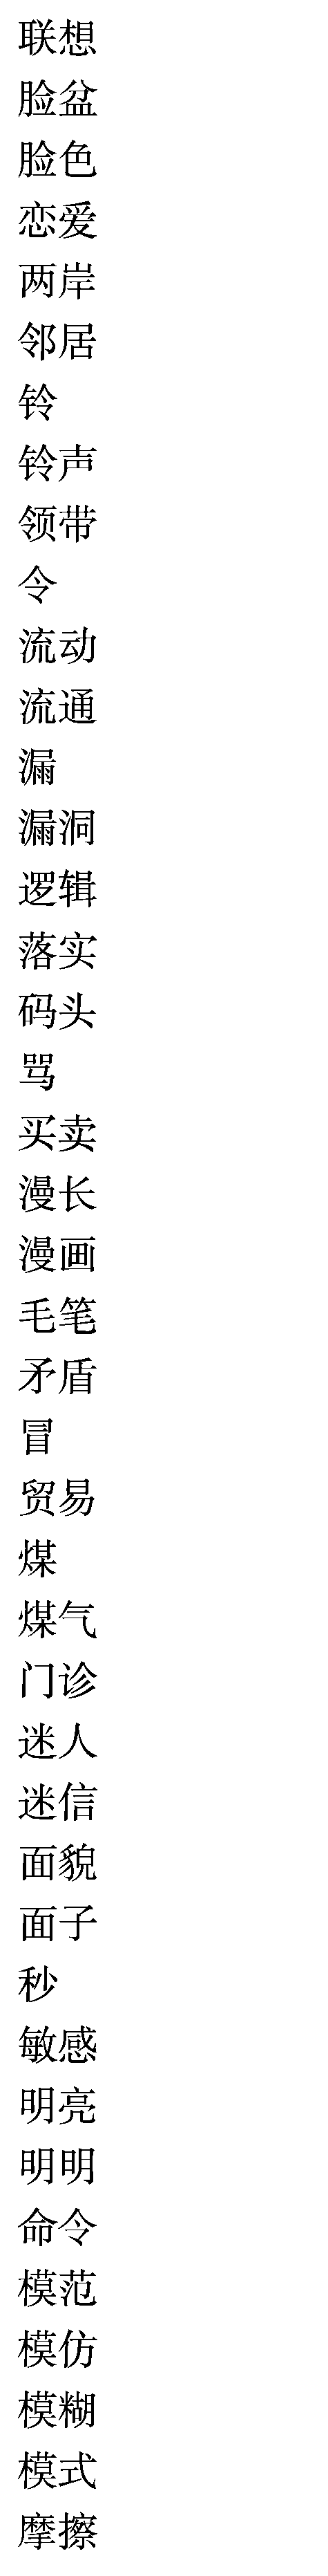 联想
脸盆
脸色
恋爱
两岸
邻居
铃
铃声
领带
令
流动
流通
漏
漏洞
逻辑
落实
码头
骂
买卖
漫长
漫画
毛笔
矛盾
冒
贸易
煤
煤气
门诊
迷人
迷信
面貌
面子
秒
敏感
明亮
明明
命令
模范
模仿
模糊
模式
摩擦